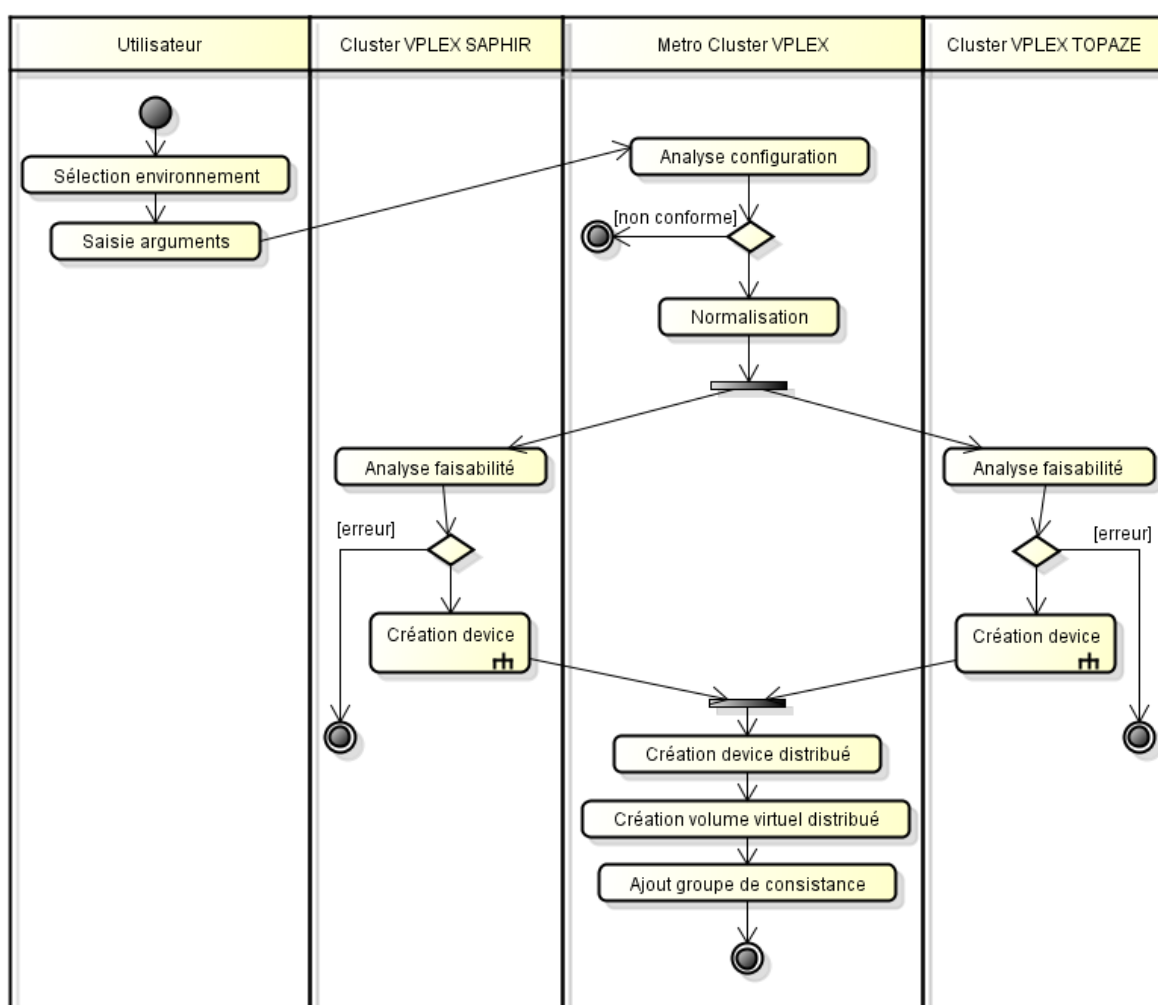 Utilisateur
Cluster VPLEX SAPHIR
Metro Cluster VPLEX
Cluster VPLEX TOPAZE
Sélection environnement
Saisie arguments
Analyse configuration
[non conforme]
Normalisation
Analyse faisabilité
Analyse faisabilité
[erreur]
[erreur]
Création device
Création device
Création device distribué
Création volume virtuel distribué
Ajout groupe de consistance